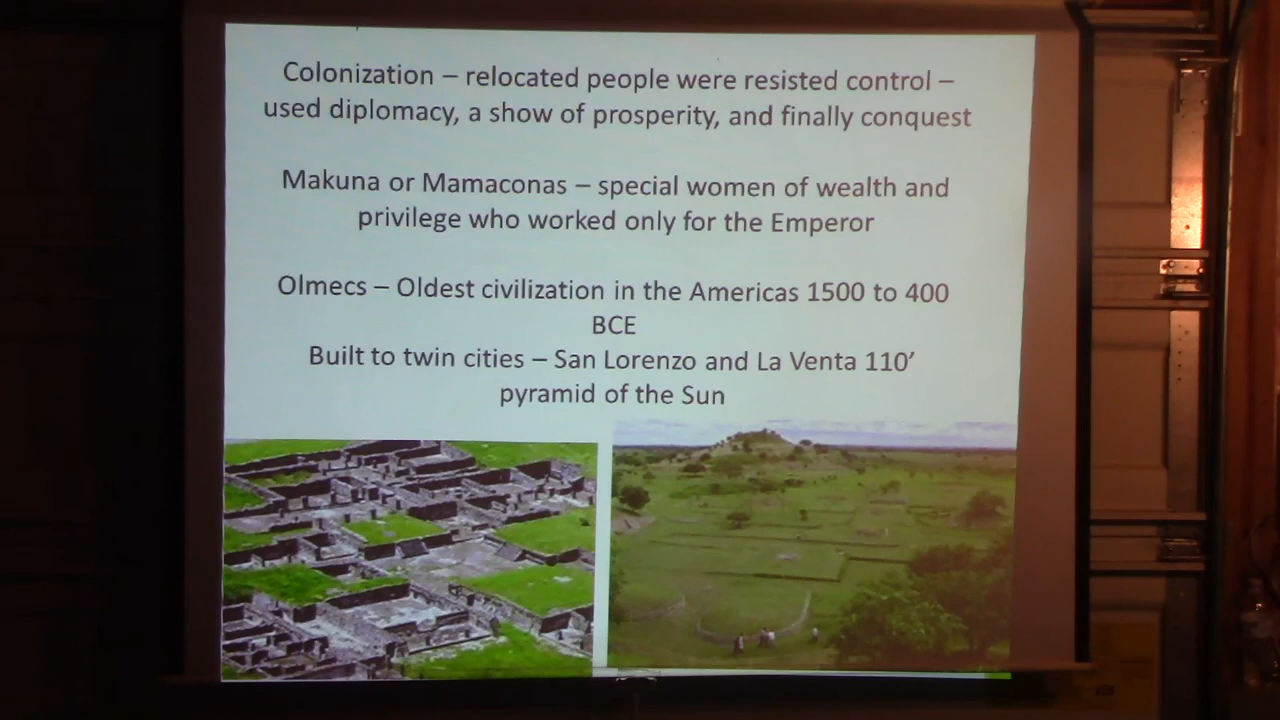 Colonization – relocated people were resisted control –
used diplomacy, a show of prosperity, and finally conquest
Makuna or Mamaconas – special women of wealth and
privilege who worked only for the Emperor
Olmecs – Oldest civilization in the Americas 1500 to 400
BCE
Built to twin cities – San Lorenzo and La Venta 110’
pyramid of the Sun